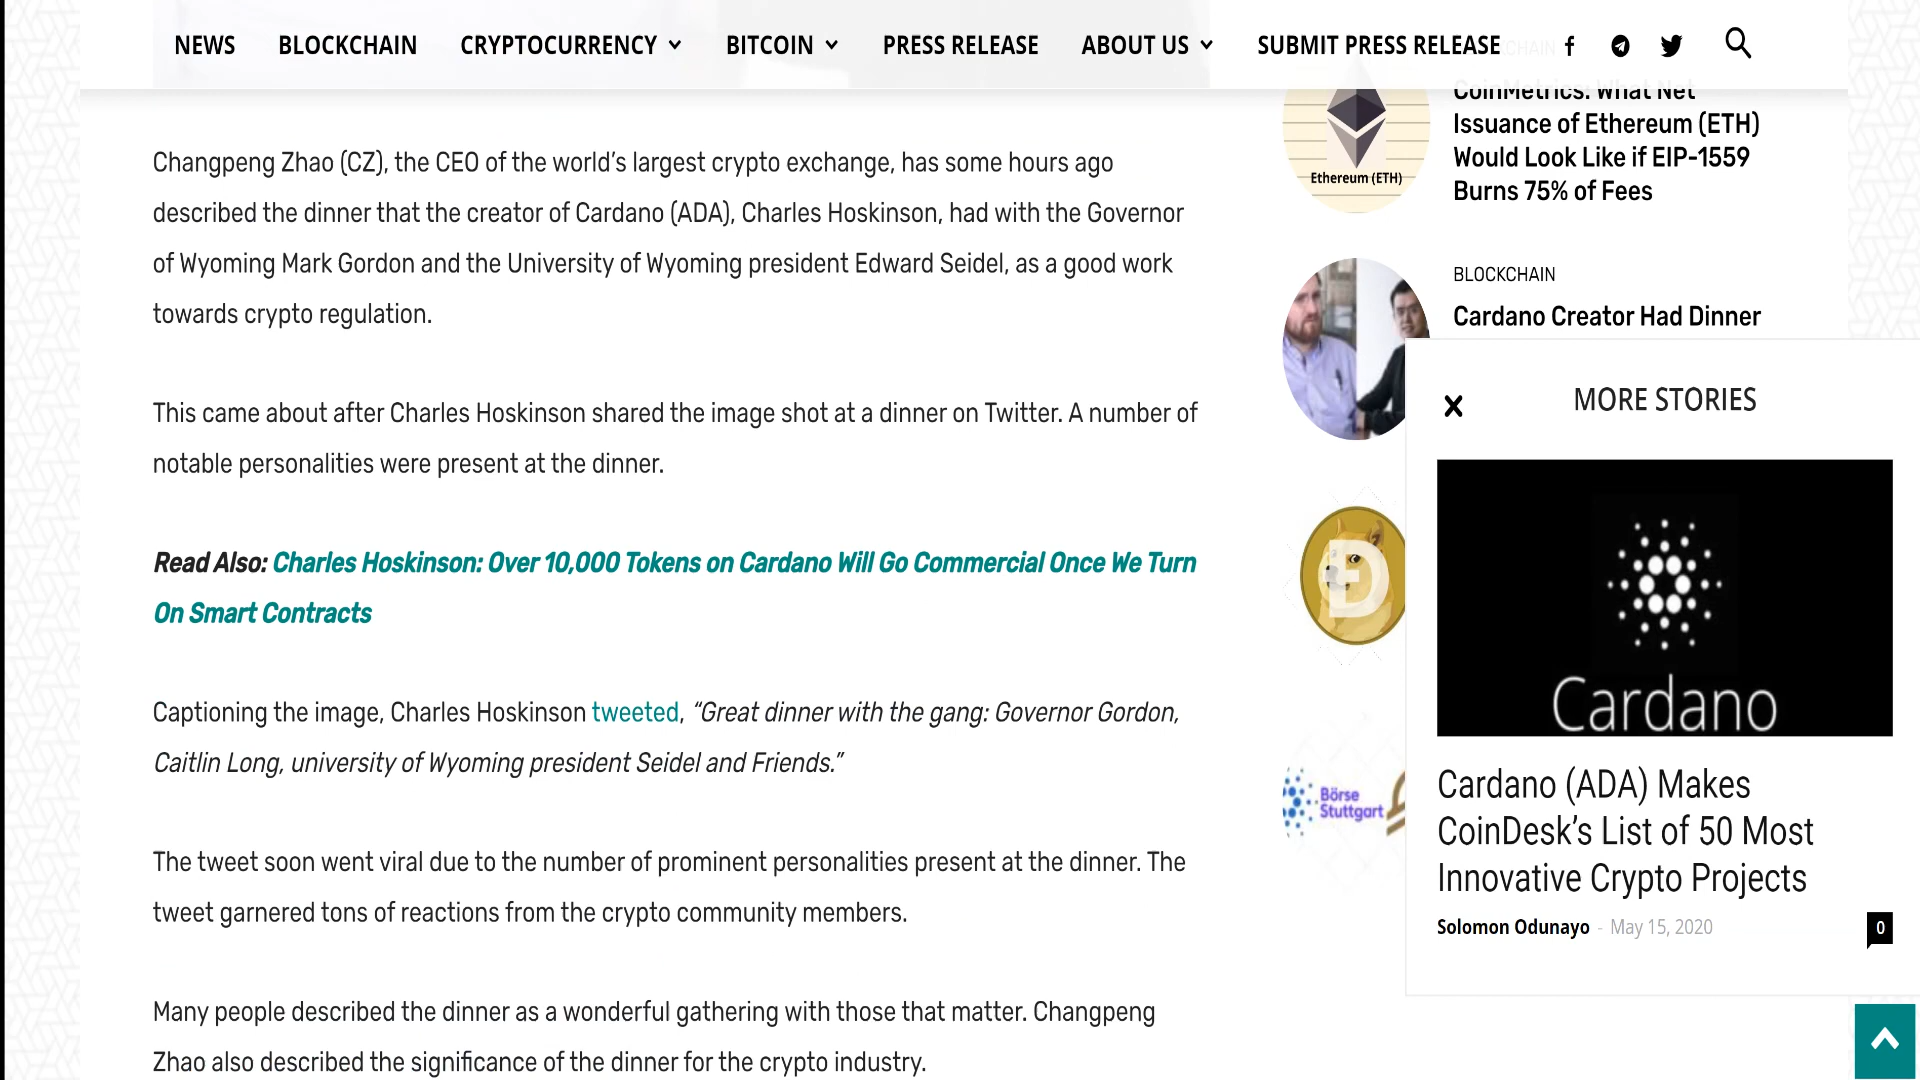 NEWS
BLOCKCHAIN
CRYPTOCURRENCY
BITCOIN
PRESS RELEASE
ABOUT US
SUBMIT PRESS RELEASE
Changpeng Zhao (CZ), the CEO of the world’s largest crypto exchange, has some hours ago
described the dinner that the creator of Cardano (ADA), Charles Hoskinson, had with the Governor
of Wyoming Mark Gordon and the University of Wyoming president Edward Seidel, as a good work
towards crypto regulation.
This came about after Charles Hoskinson shared the image shot at a dinner on Twitter. A number of
notable personalities were present at the dinner.
Read Also: Charles Hoskinson: Over 10,000 Tokens on Cardano Will Go Commercial Once We Turn
On Smart Contracts
Captioning the image, Charles Hoskinson tweeted, “Great dinner with the gang: Governor Gordon,
Caitlin Long, university of Wyoming president Seidel and Friends.”
The tweet soon went viral due to the number of prominent personalities present at the dinner. The
tweet garnered tons of reactions from the crypto community members.
Many people described the dinner as a wonderful gathering with those that matter. Changpeng
Zhao also described the significance of the dinner for the crypto industry.
Ethereum (ETH)
CoinMetrics: What Net
Issuance of Ethereum (ETH)
Would Look Like if EIP-1559
Burns 75% of Fees
BLOCKCHAIN
Cardano Creator Had Dinner
Börse
Stuttgart
MORE STORIES
Cardano
Cardano (ADA) Makes
CoinDesk’s List of 50 Most
Innovative Crypto Projects
Solomon Odunayo - May 15, 2020
0